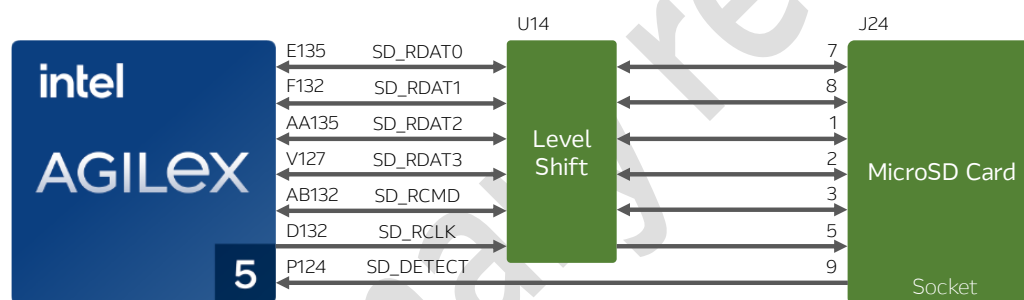 U14
J24
E135 SD_RDAT0 7
F132 SD_RDAT1 8
AA135 SD_RDAT2 1
V127 SD_RDAT3 2
AB132 SD_RCMD 3
D132 SD_RCLK 5
P124 SD_DETECT 9
intel
AGILEX
5
Level
Shift
MicroSD Card
Socket